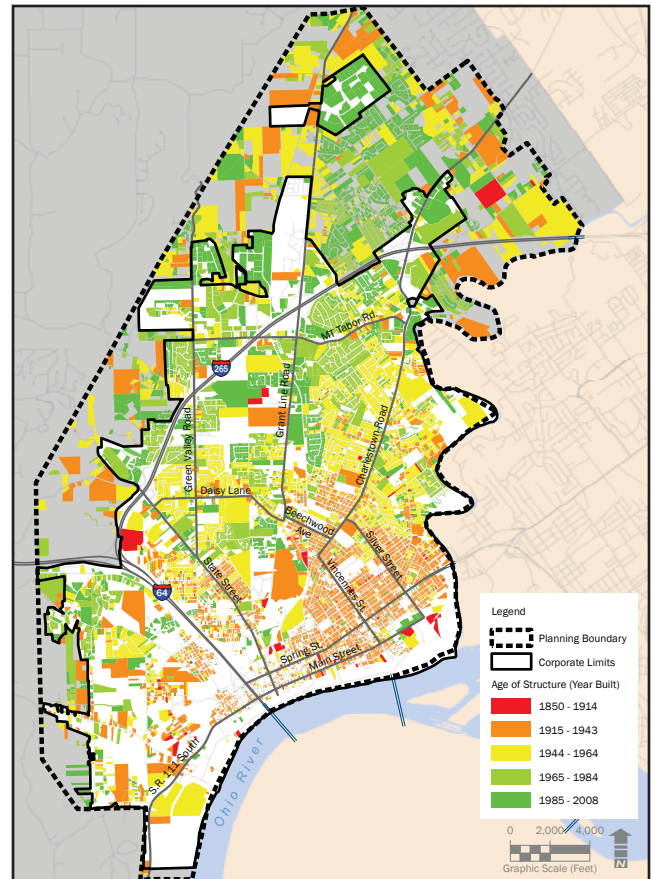 MT Tabor Rd.
265
Grant Line Road
Green Valley Road
Charlestown Road
Daisy Lane
Beechwood
Ave
Silver Street
State Street
Vincennes St.
64
Spring St.
Main Street
S.R. 111 South
Ohio River
Legend
Planning Boundary
Corporate Limits
Age of Structure (Year Built)
1850 - 1914
1915 - 1943
1944 - 1964
1965 - 1984
1985 - 2008
0 2,000 4,000
Graphic Scale (Feet)
N